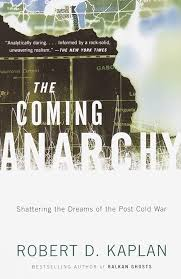 "Analytically daring. . . . Informed by a rock-solid,
unwavering realism." —THE NEW YORK TIMES
THE
COMING
ANARCHY
Shattering the Dreams of the Post Cold War
ROBERT D. KAPLAN
BESTSELLING AUTHOR of BALKAN GHOSTS